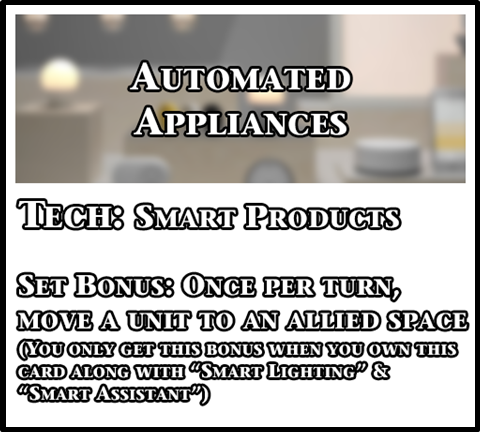 Automated
Appliances
Tech: Smart Products
Set Bonus: Once per turn,
move a unit to an allied space
(You only get this bonus when you own this
card along with “Smart Lighting” &
“Smart Assistant”)